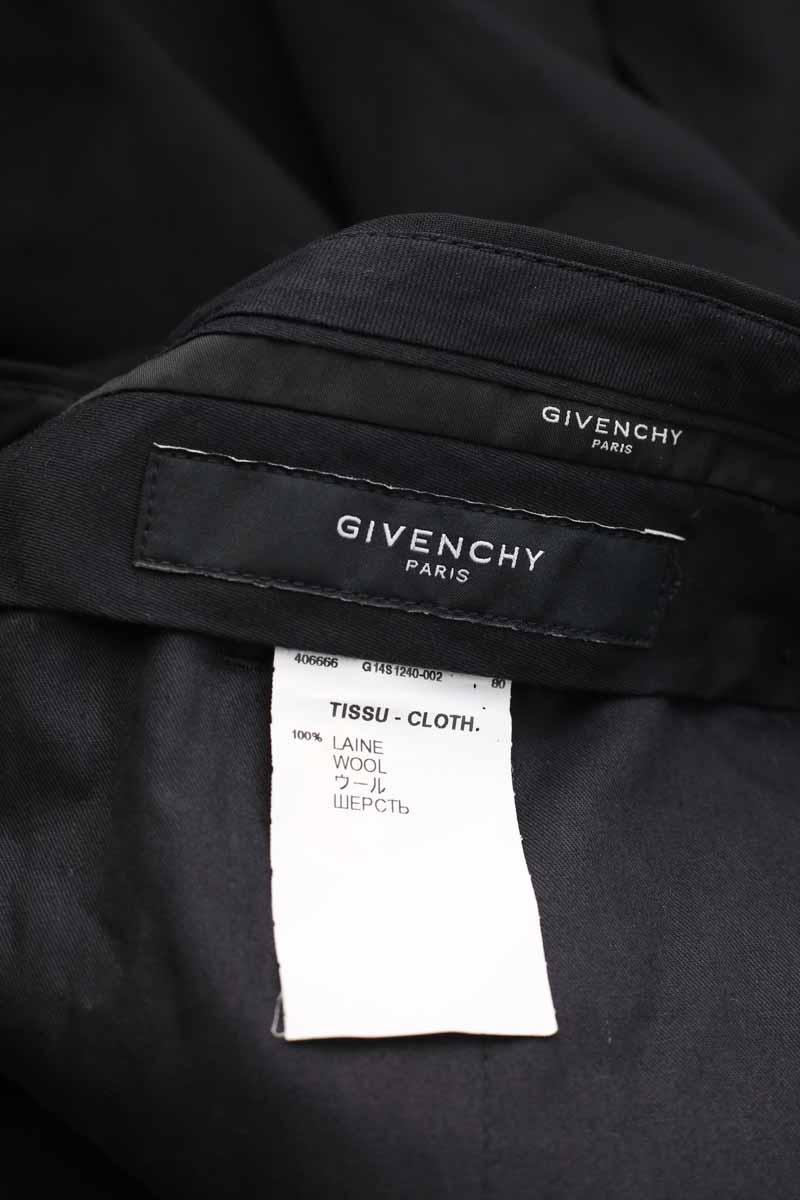 GIVENCHY
PARIS
GIVENCHY
PARIS
406666 G14S1240-002 , 80
TISSU - CLOTH.
100% LAINE
WOOL
ウール
ШЕРСТЬ